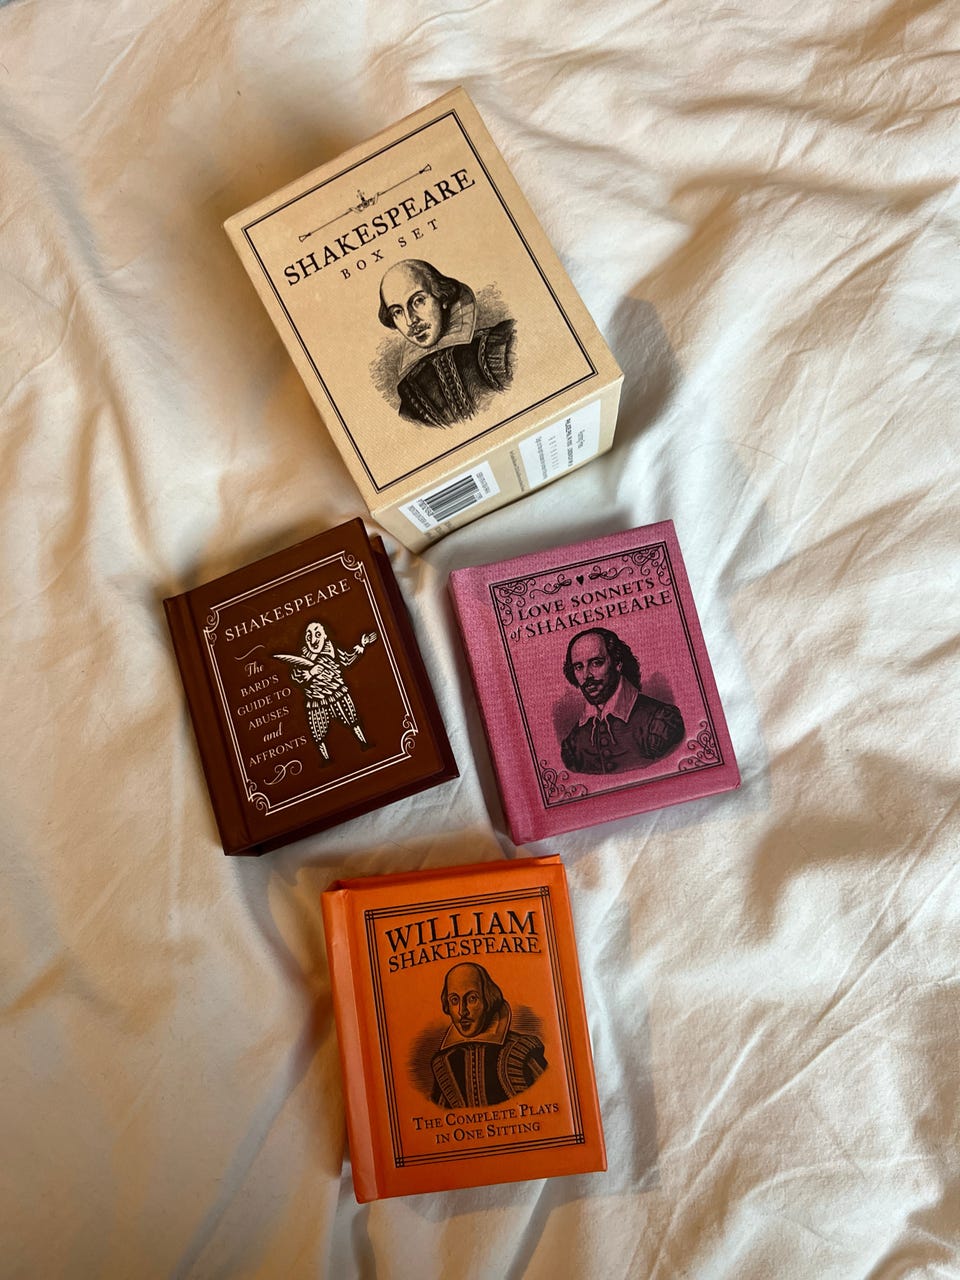 SHAKESPEARE
BOX SET
SHAKESPEARE
The
BARD'S
GUIDE TO
ABUSES
and
AFFRONTS
LOVE SONNETS
of SHAKESPEARE
WILLIAM
SHAKESPEARE
THE COMPLETE PLAYS
IN ONE SITTING